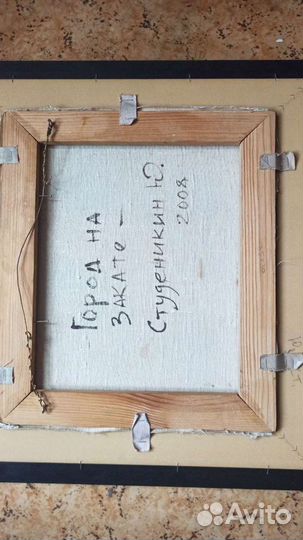 Город на
Закате –
Студеникин Ю.
2008
Avito